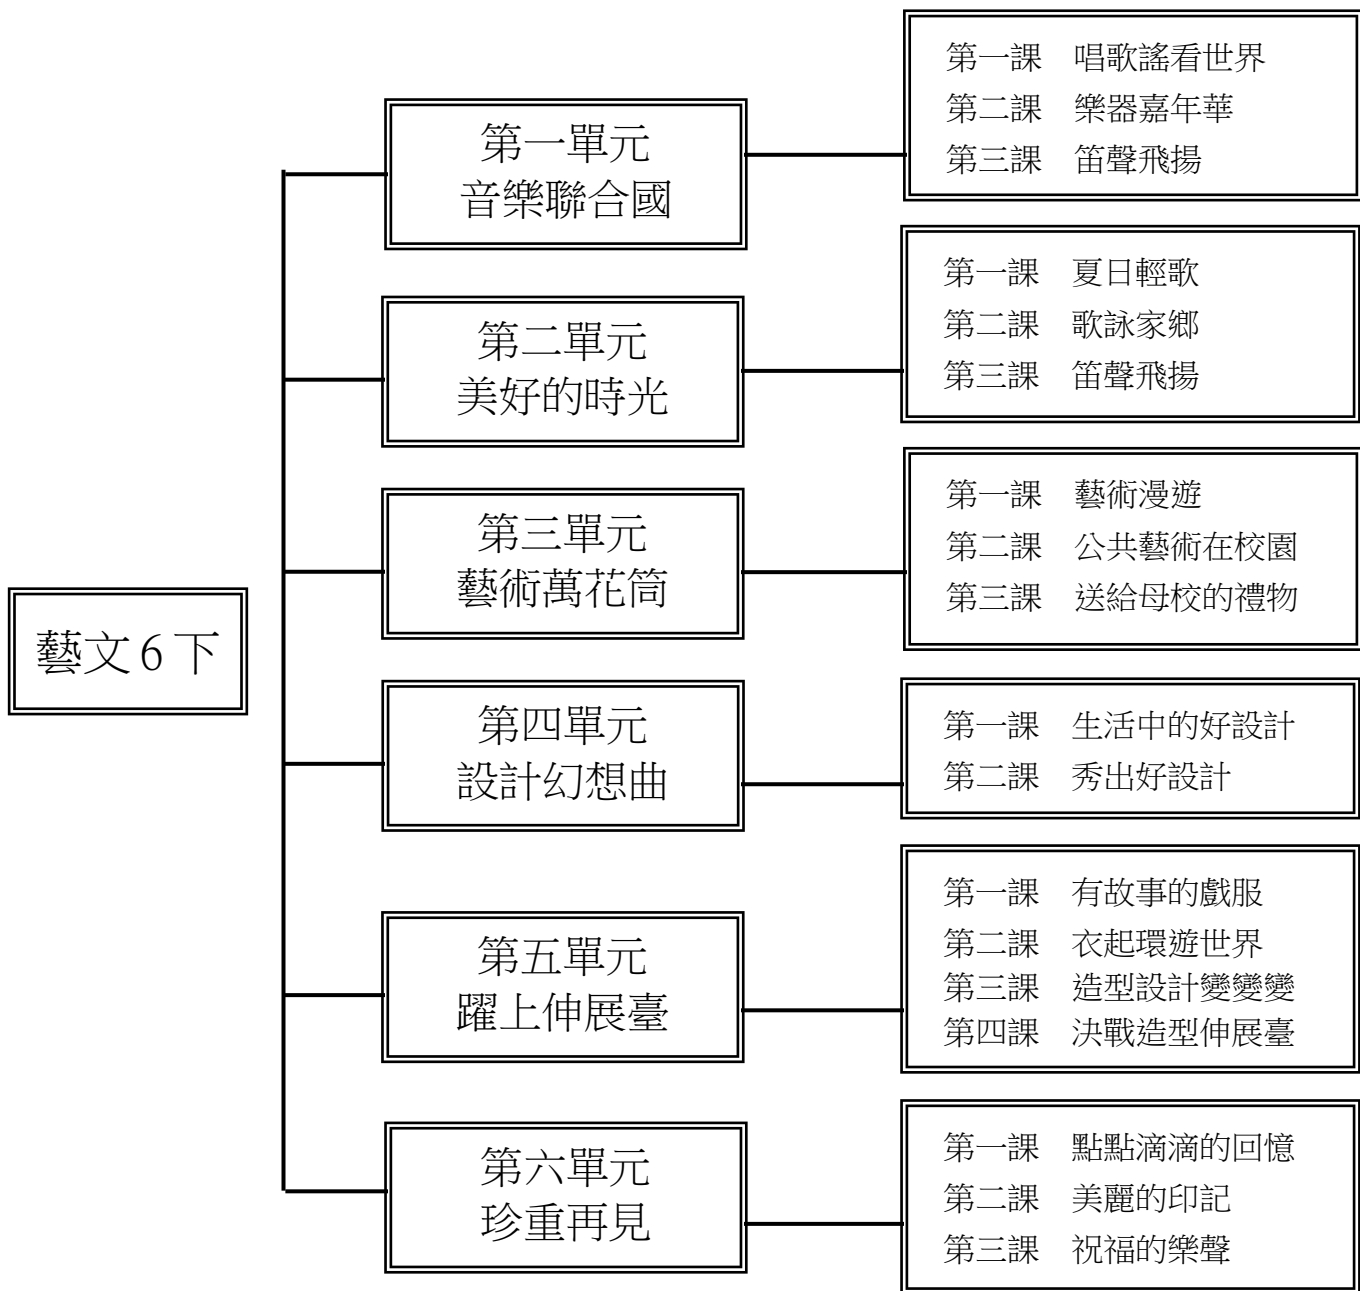 藝文6下
第一單元
音樂聯合國
第一課 唱歌謠看世界
第二課 樂器嘉年華
第三課 笛聲飛揚
第二單元
美好的時光
第一課 夏日輕歌
第二課 歌詠家鄉
第三課 笛聲飛揚
第三單元
藝術萬花筒
第一課 藝術漫遊
第二課 公共藝術在校園
第三課 送給母校的禮物
第四單元
設計幻想曲
第一課 生活中的好設計
第二課 秀出好設計
第五單元
躍上伸展臺
第一課 有故事的戲服
第二課 衣起環遊世界
第三課 造型設計變變變
第四課 決戰造型伸展臺
第六單元
珍重再見
第一課 點點滴滴的回憶
第二課 美麗的印記
第三課 祝福的樂聲